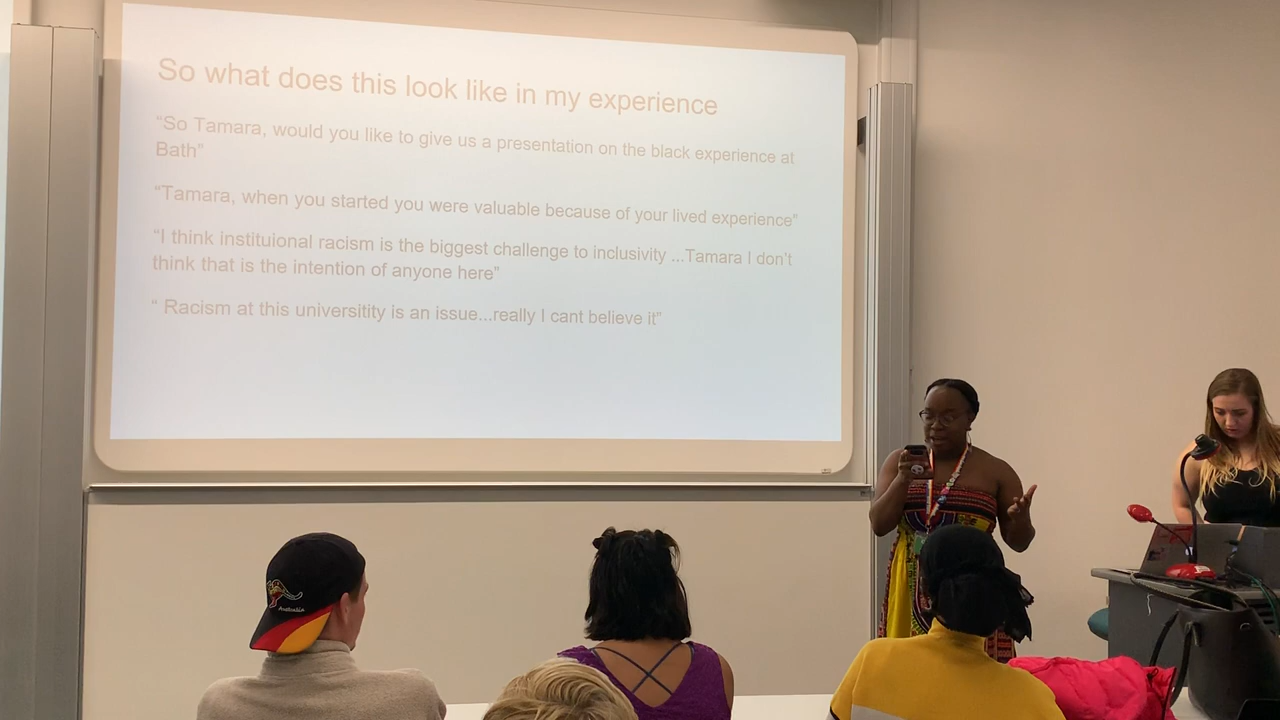 So what does this look like in my experience
“So Tamara, would you like to give us a presentation on the black experience at
Bath”
“Tamara, when you started you were valuable because of your lived experience”
“I think instituional racism is the biggest challenge to inclusivity ...Tamara I don’t
think that is the intention of anyone here”
“ Racism at this universitity is an issue...really I cant believe it”
Australia